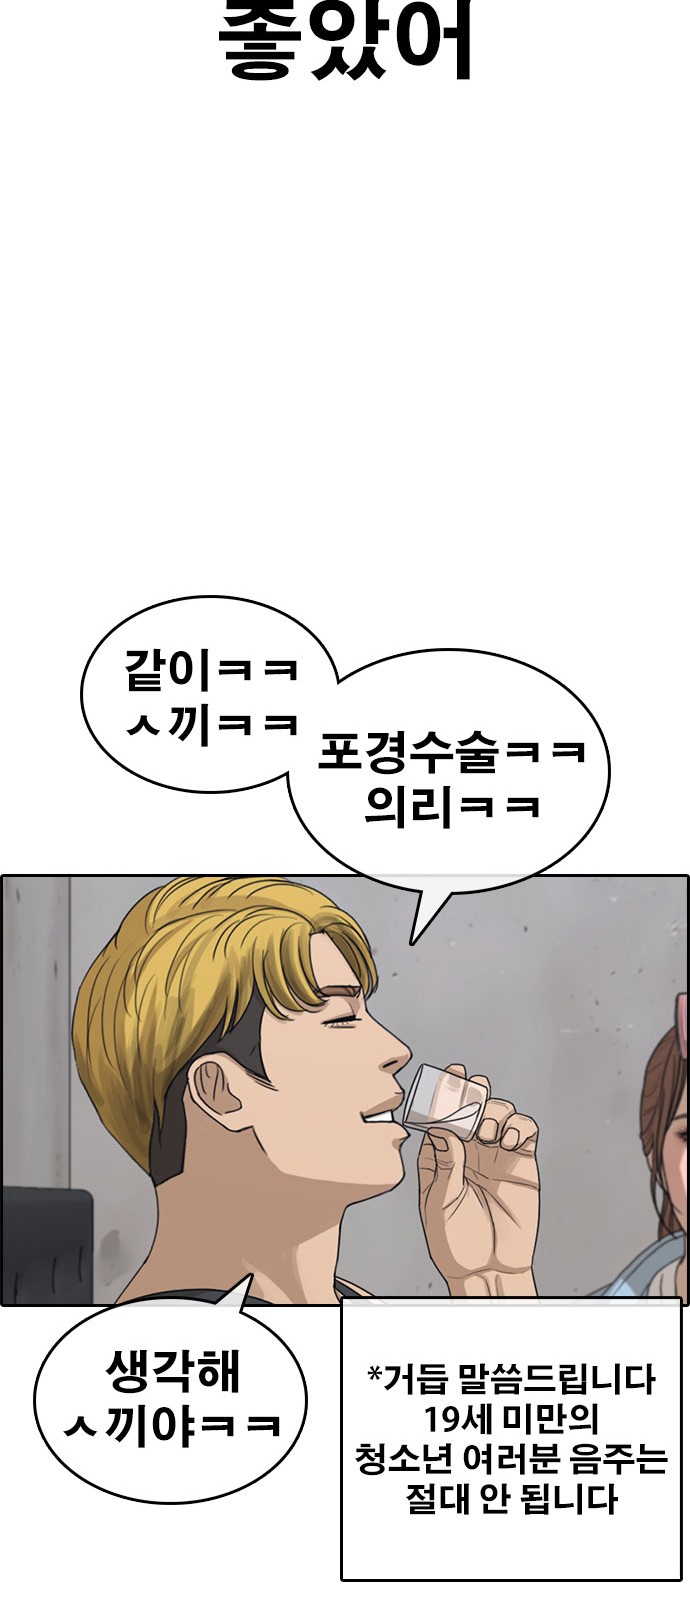 좋았어
같이ㅋㅋ
ㅅ끼ㅋㅋ
포경수술ㅋㅋ
의리ㅋㅋ
생각해
ㅅ끼야ㅋㅋ
*거듭 말씀드립니다
19세 미만의
청소년 여러분 음주는
절대 안 됩니다